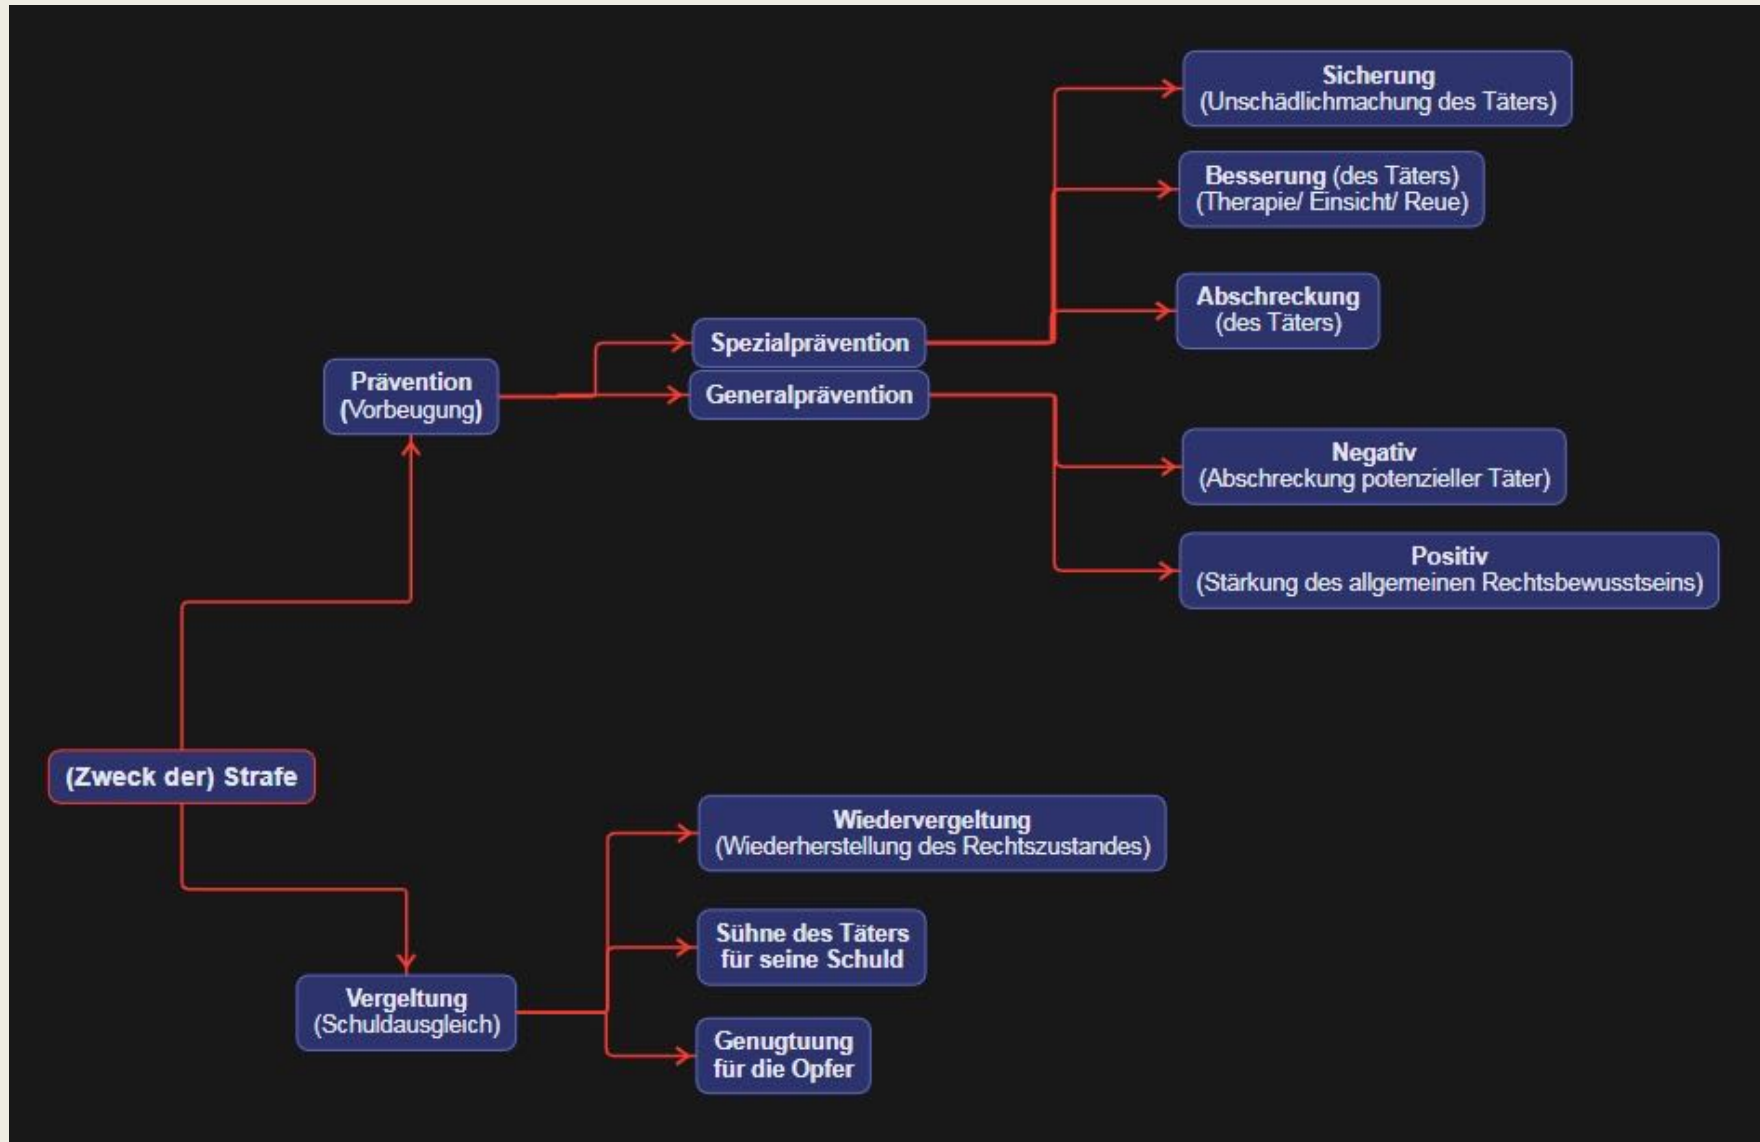 Sicherung
(Unschädlichmachung des Täters)
Besserung (des Täters)
(Therapie/ Einsicht/ Reue)
Abschreckung
(des Täters)
Spezialprävention
Prävention
(Vorbeugung)
Generalprävention
Negativ
(Abschreckung potenzieller Täter)
Positiv
(Stärkung des allgemeinen Rechtsbewusstseins)
(Zweck der) Strafe
Wiedervergeltung
(Wiederherstellung des Rechtszustandes)
Sühne des Täters
für seine Schuld
Vergeltung
(Schuldausgleich)
Genugtuung
für die Opfer